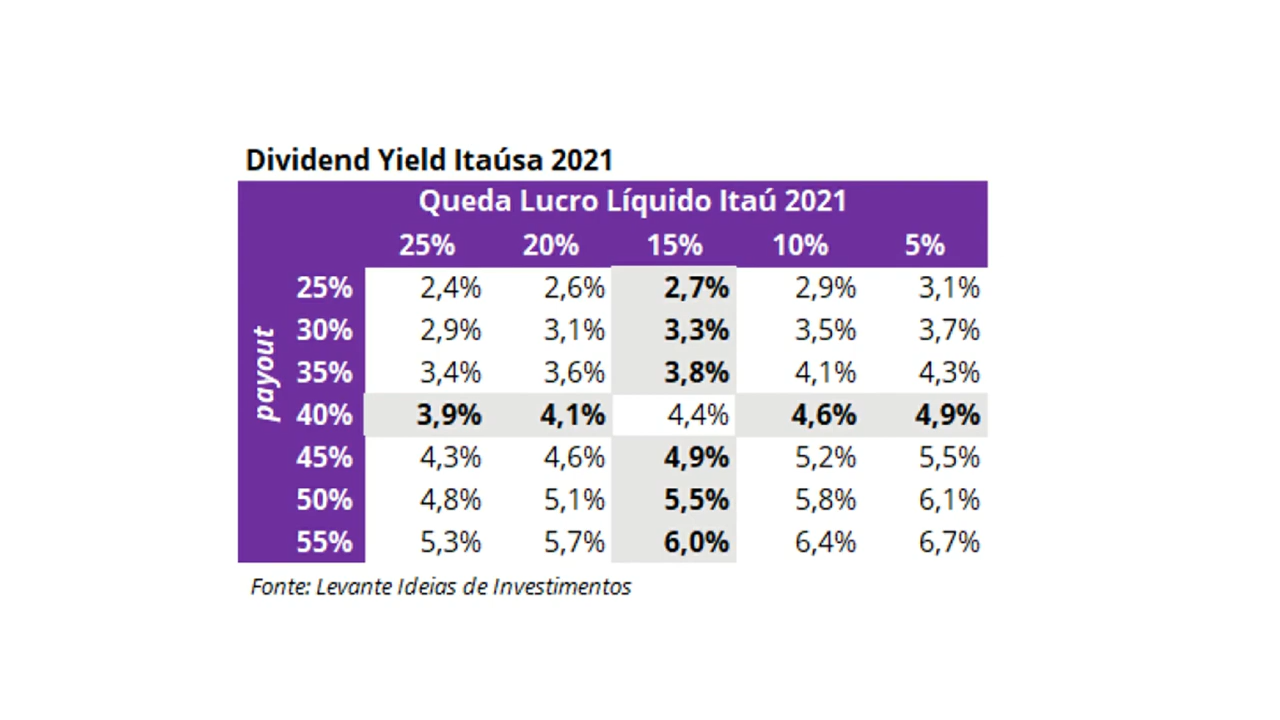 Dividend Yield Itaúsa 2021
Queda Lucro Líquido Itaú 2021
25% 20% 15% 10% 5%
payout
25% 2,4% 2,6% 2,7% 2,9% 3,1%
30% 2,9% 3,1% 3,3% 3,5% 3,7%
35% 3,4% 3,6% 3,8% 4,1% 4,3%
40% 3,9% 4,1% 4,4% 4,6% 4,9%
45% 4,3% 4,6% 4,9% 5,2% 5,5%
50% 4,8% 5,1% 5,5% 5,8% 6,1%
55% 5,3% 5,7% 6,0% 6,4% 6,7%
Fonte: Levante Ideias de Investimentos